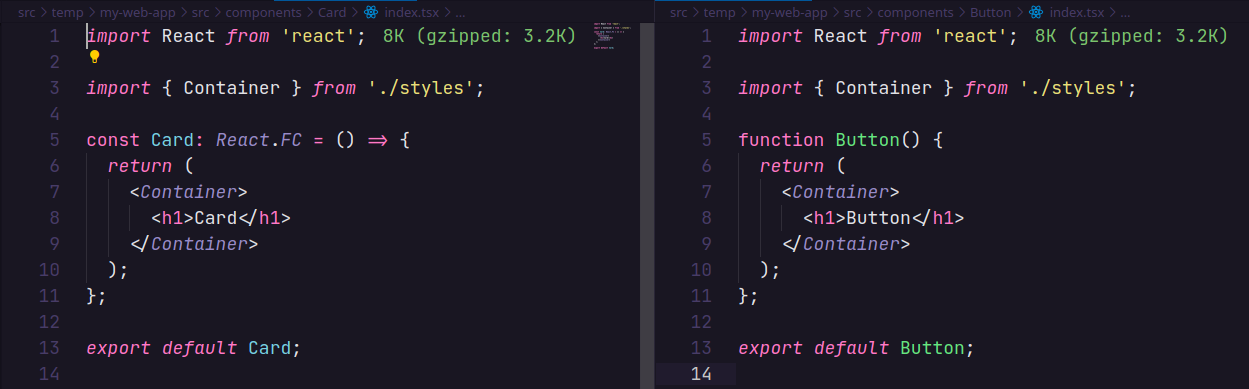 src > temp > my-web-app > src > components > Card > index.tsx > ...
1 import React from 'react'; 8K (gzipped: 3.2K)
2
3 import { Container } from './styles';
4
5 const Card: React.FC = () => {
6 return (
7 <Container>
8 <h1>Card</h1>
9 </Container>
10 );
11 };
12
13 export default Card;
14
src > temp > my-web-app > src > components > Button > index.tsx > ...
1 import React from 'react'; 8K (gzipped: 3.2K)
2
3 import { Container } from './styles';
4
5 function Button() {
6 return (
7 <Container>
8 <h1>Button</h1>
9 </Container>
10 );
11 };
12
13 export default Button;
14